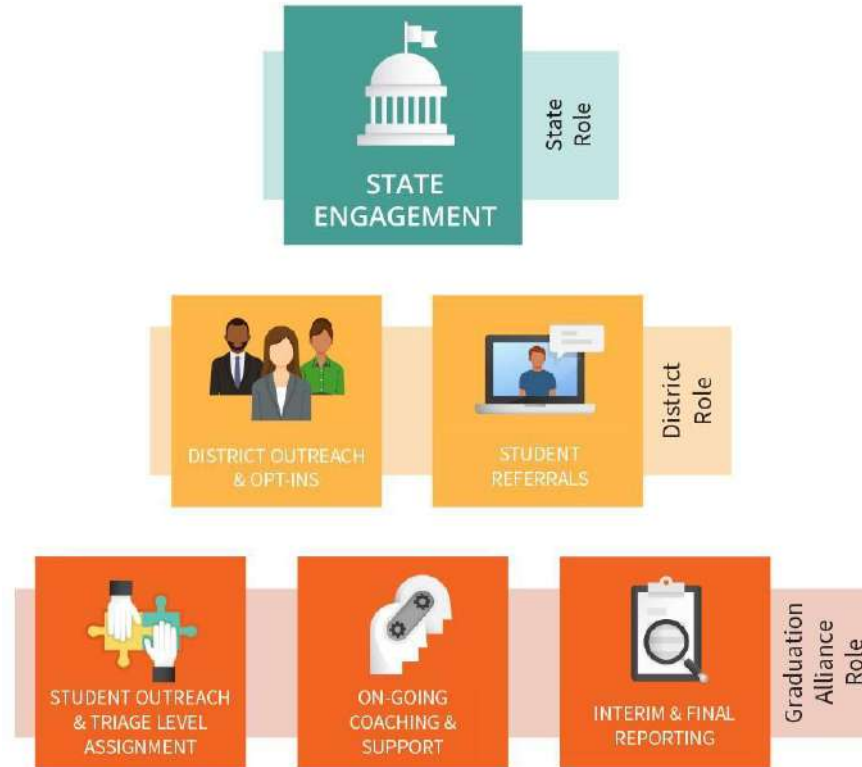 STATE
ENGAGEMENT
State
Role
DISTRICT OUTREACH
& OPT-INS
STUDENT
REFERRALS
District
Role
STUDENT OUTREACH
& TRIAGE LEVEL
ASSIGNMENT
ON-GOING
COACHING &
SUPPORT
INTERIM & FINAL
REPORTING
Graduation
Alliance
Role